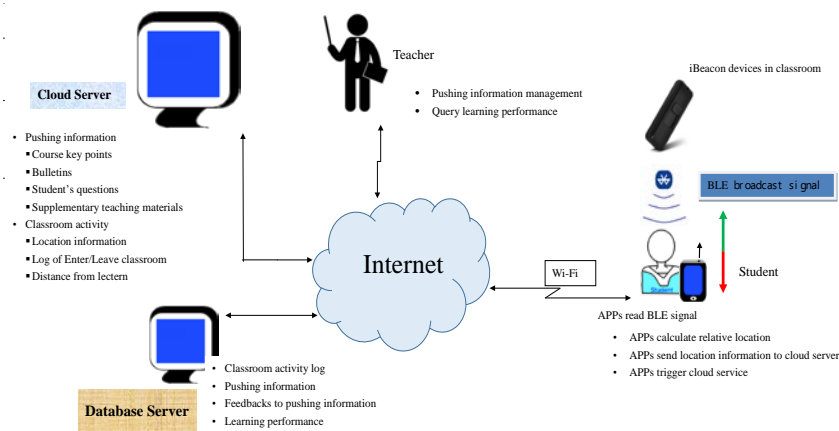 Cloud Server
• Pushing information
▪ Course key points
▪ Bulletins
▪ Student's questions
▪ Supplementary teaching materials
• Classroom activity
▪ Location information
▪ Log of Enter/Leave classroom
▪ Distance from lectern
Teacher
• Pushing information management
• Query learning performance
iBeacon devices in classroom
BLE broadcast signal
Student
Student
Internet
Wi-Fi
APPs read BLE signal
• APPs calculate relative location
• APPs send location information to cloud server
• APPs trigger cloud service
Database Server
• Classroom activity log
• Pushing information
• Feedbacks to pushing information
• Learning performance